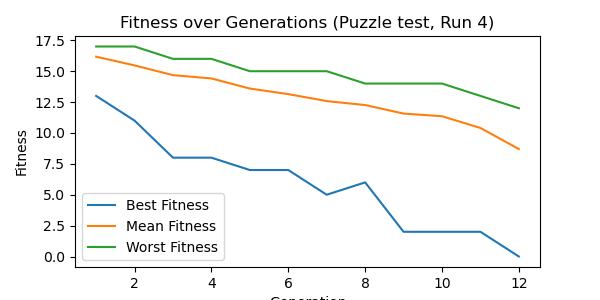 Fitness over Generations (Puzzle test, Run 4)
Fitness
17.5
15.0
12.5
10.0
7.5
5.0
2.5
0.0
Best Fitness
Mean Fitness
Worst Fitness
2
4
6
8
10
12
Generation